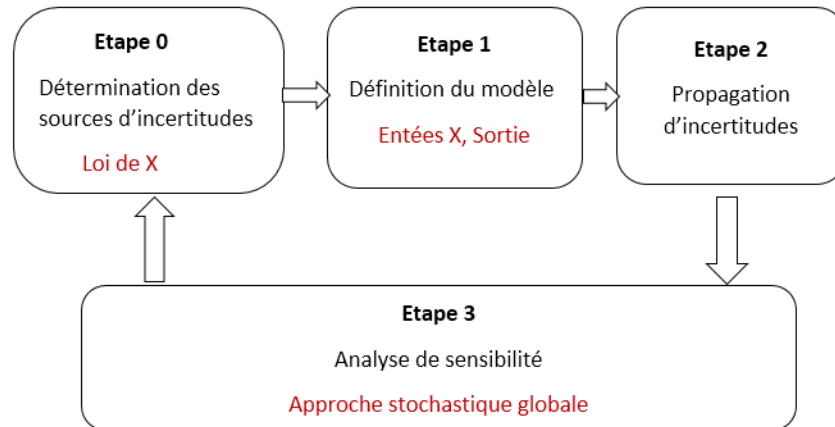 Etape 0
Détermination des
sources d'incertitudes
Loi de X
Etape 1
Définition du modèle
Entées X, Sortie
Etape 2
Propagation
d'incertitudes
Etape 3
Analyse de sensibilité
Approche stochastique globale